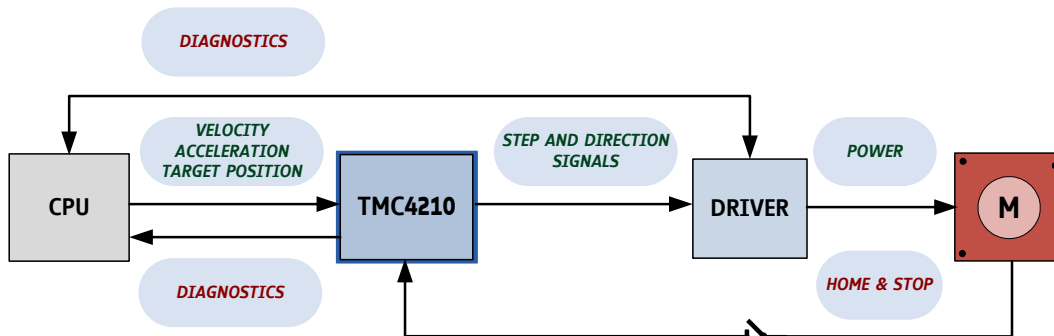 DIAGNOSTICS
VELOCITY
ACCELERATION
TARGET POSITION
STEP AND DIRECTION
SIGNALS
POWER
CPU
TMC4210
DRIVER
M
DIAGNOSTICS
HOME & STOP